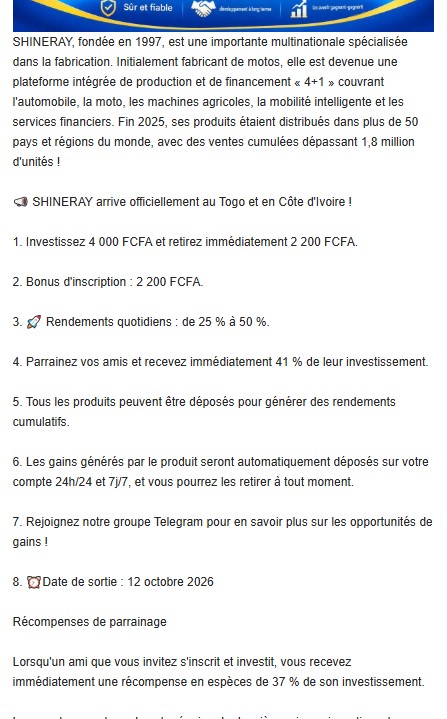 Sûr et fiable
développement à long terme
Un avenir gagnant-gagnant
SHINERAY, fondée en 1997, est une importante multinationale spécialisée
dans la fabrication. Initialement fabricant de motos, elle est devenue une
plateforme intégrée de production et de financement « 4+1 » couvrant
l'automobile, la moto, les machines agricoles, la mobilité intelligente et les
services financiers. Fin 2025, ses produits étaient distribués dans plus de 50
pays et régions du monde, avec des ventes cumulées dépassant 1,8 million
d'unités !
📣 SHINERAY arrive officiellement au Togo et en Côte d'Ivoire !
1. Investissez 4 000 FCFA et retirez immédiatement 2 200 FCFA.
2. Bonus d'inscription : 2 200 FCFA.
3. 🚀 Rendements quotidiens : de 25 % à 50 %.
4. Parrainez vos amis et recevez immédiatement 41 % de leur investissement.
5. Tous les produits peuvent être déposés pour générer des rendements
cumulatifs.
6. Les gains générés par le produit seront automatiquement déposés sur votre
compte 24h/24 et 7j/7, et vous pourrez les retirer à tout moment.
7. Rejoignez notre groupe Telegram pour en savoir plus sur les opportunités de
gains !
8. ⏰Date de sortie : 12 octobre 2026
Récompenses de parrainage
Lorsqu'un ami que vous invitez s'inscrit et investit, vous recevez
immédiatement une récompense en espèces de 37 % de son investissement.